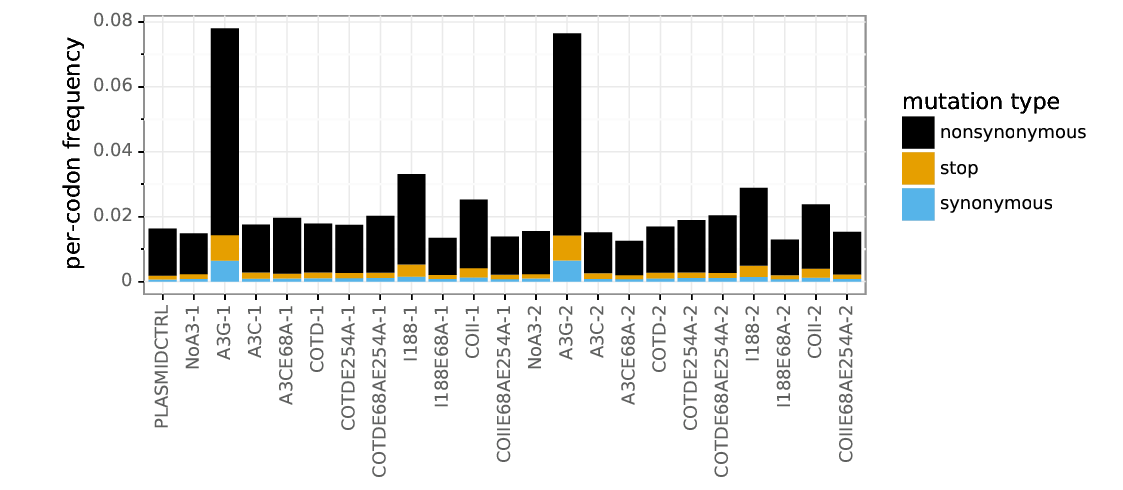 per-codon frequency
0.08
0.06
0.04
0.02
0
PLASMIDCTRL
NoA3-1
A3G-1
A3C-1
A3CE68A-1
COTD-1
COTDE254A-1
COTDE68AE254A-1
I188-1
I188E68A-1
COII-1
COIIE68AE254A-1
NoA3-2
A3G-2
A3C-2
A3CE68A-2
COTD-2
COTDE254A-2
COTDE68AE254A-2
I188-2
I188E68A-2
COII-2
COIIE68AE254A-2
mutation type
nonsynonymous
stop
synonymous